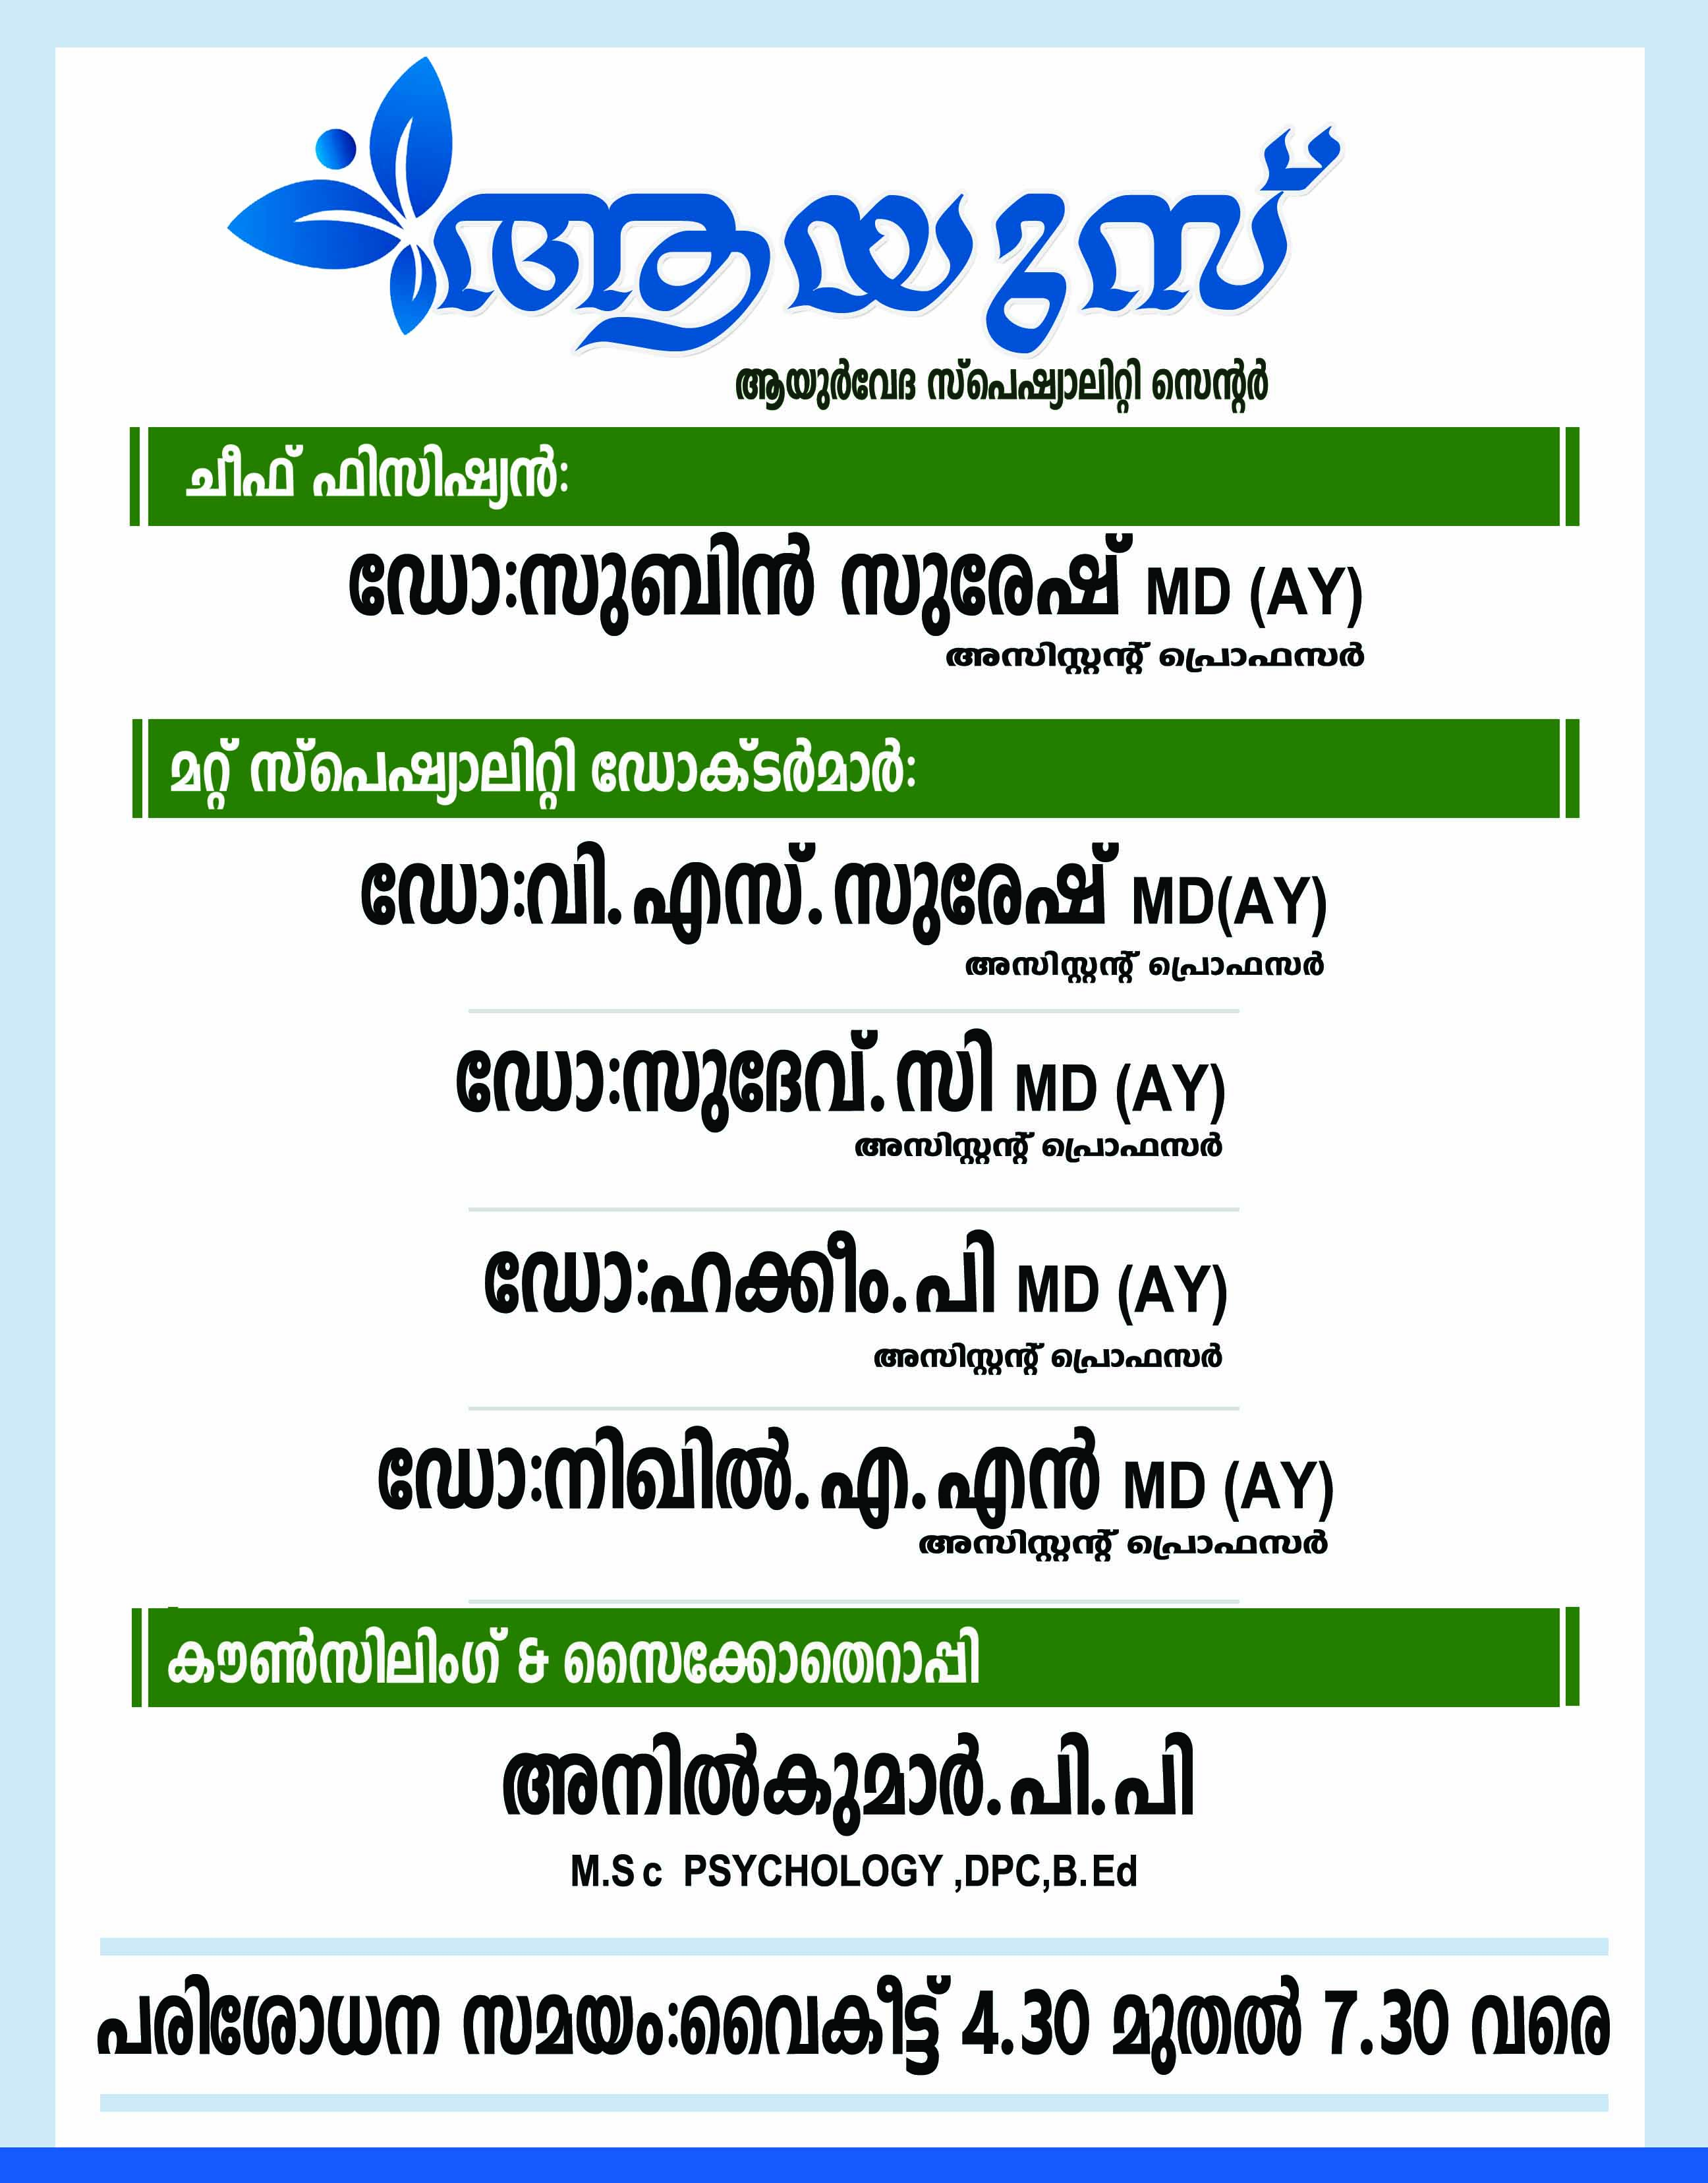 ആയുസ്
ആയുർവേദ സ്പെഷ്യാലിറ്റി സെന്റർ
ചീഫ് ഫിസിഷ്യൻ:
ഡോ:സുബിൻ സുരേഷ് MD (AY)
അസിസ്റ്റന്റ് പ്രൊഫസർ
മറ്റ് സ്പെഷ്യാലിറ്റി ഡോക്ടർമാർ:
ഡോ:വി.എസ്.സുരേഷ് MD(AY)
അസിസ്റ്റന്റ് പ്രൊഫസർ
ഡോ:സുദേവ്.സി MD (AY)
അസിസ്റ്റന്റ് പ്രൊഫസർ
ഡോ:ഹക്കീം.പി MD (AY)
അസിസ്റ്റന്റ് പ്രൊഫസർ
ഡോ:നിഖിൽ.എ.എൻ MD (AY)
അസിസ്റ്റന്റ് പ്രൊഫസർ
കൗൺസിലിംഗ് & സൈക്കോതെറാപ്പി
അനിൽകുമാർ.പി.പി
M.Sc PSYCHOLOGY ,DPC,B.Ed
പരിശോധന സമയം:വൈകീട്ട് 4.30 മുതൽ 7.30 വരെ